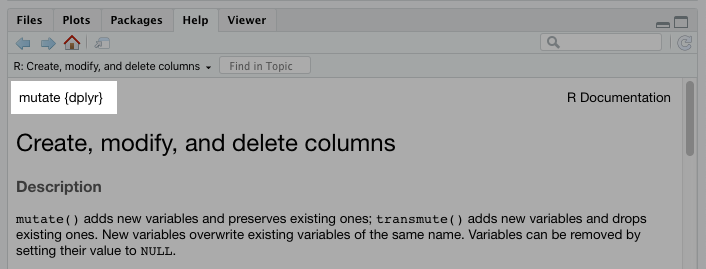 Files Plots Packages Help Viewer
R: Create, modify, and delete columns Find in Topic
mutate {dplyr} R Documentation
Create, modify, and delete columns
Description
mutate() adds new variables and preserves existing ones; transmute() adds new variables and drops
existing ones. New variables overwrite existing variables of the same name. Variables can be removed by
setting their value to NULL.